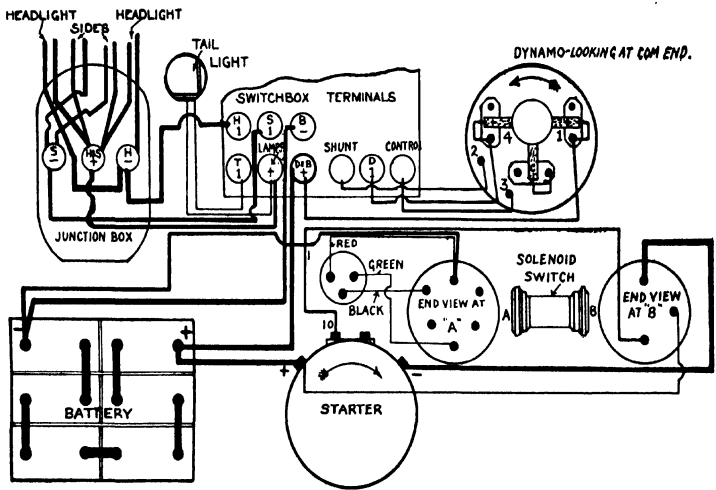 HEADLIGHT
HEADLIGHT
SIDES
TAIL
LIGHT
DYNAMO-LOOKING AT COM END.
SWITCHBOX TERMINALS
H
1
S
1
B
-
LAMPS
SHUNT
CONTROL
T
1
+
D&B
+
D
1
S
-
H&S
+
H
-
JUNCTION BOX
4
1
2
3
RED
GREEN
BLACK
1
10
END VIEW AT
"A"
SOLENOID
SWITCH
A
B
END VIEW
AT "B"
-
+
BATTERY
+
-
STARTER